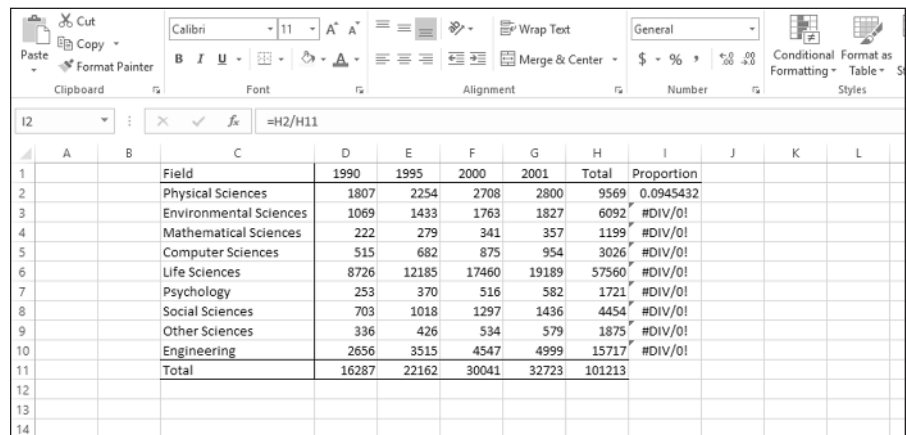 Cut
Copy
Paste
Format Painter
Clipboard
Calibri 11 A A
B I U A
Font
Wrap Text
Merge & Center
Alignment
General
$ % , .0 .00 .00 .0
Number
Conditional Formatting
Format as Table
Styles
I2 fx =H2/H11
A B C D E F G H I J K L
1 Field 1990 1995 2000 2001 Total Proportion
2 Physical Sciences 1807 2254 2708 2800 9569 0.0945432
3 Environmental Sciences 1069 1433 1763 1827 6092 #DIV/0!
4 Mathematical Sciences 222 279 341 357 1199 #DIV/0!
5 Computer Sciences 515 682 875 954 3026 #DIV/0!
6 Life Sciences 8726 12185 17460 19189 57560 #DIV/0!
7 Psychology 253 370 516 582 1721 #DIV/0!
8 Social Sciences 703 1018 1297 1436 4454 #DIV/0!
9 Other Sciences 336 426 534 579 1875 #DIV/0!
10 Engineering 2656 3515 4547 4999 15717 #DIV/0!
11 Total 16287 22162 30041 32723 101213
12
13
14